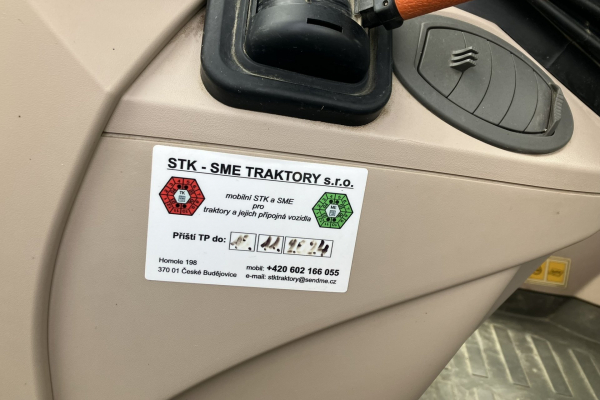 STK - SME TRAKTORY s.r.o.
mobilní STK a SME
pro
traktory a jejich přípojná vozidla
Příští TP do:
Homole 198
370 01 České Budějovice
mobil: +420 602 166 055
e-mail: stktraktory@sendme.cz